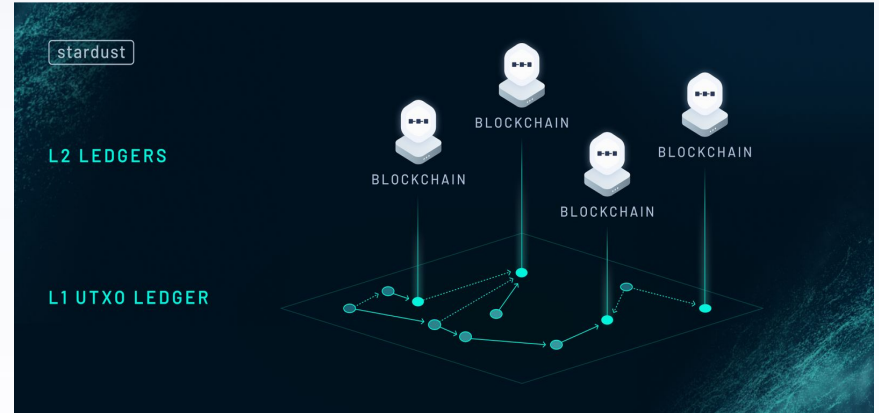 stardust
BLOCKCHAIN
BLOCKCHAIN
L2 LEDGERS
BLOCKCHAIN
BLOCKCHAIN
L1 UTXO LEDGER